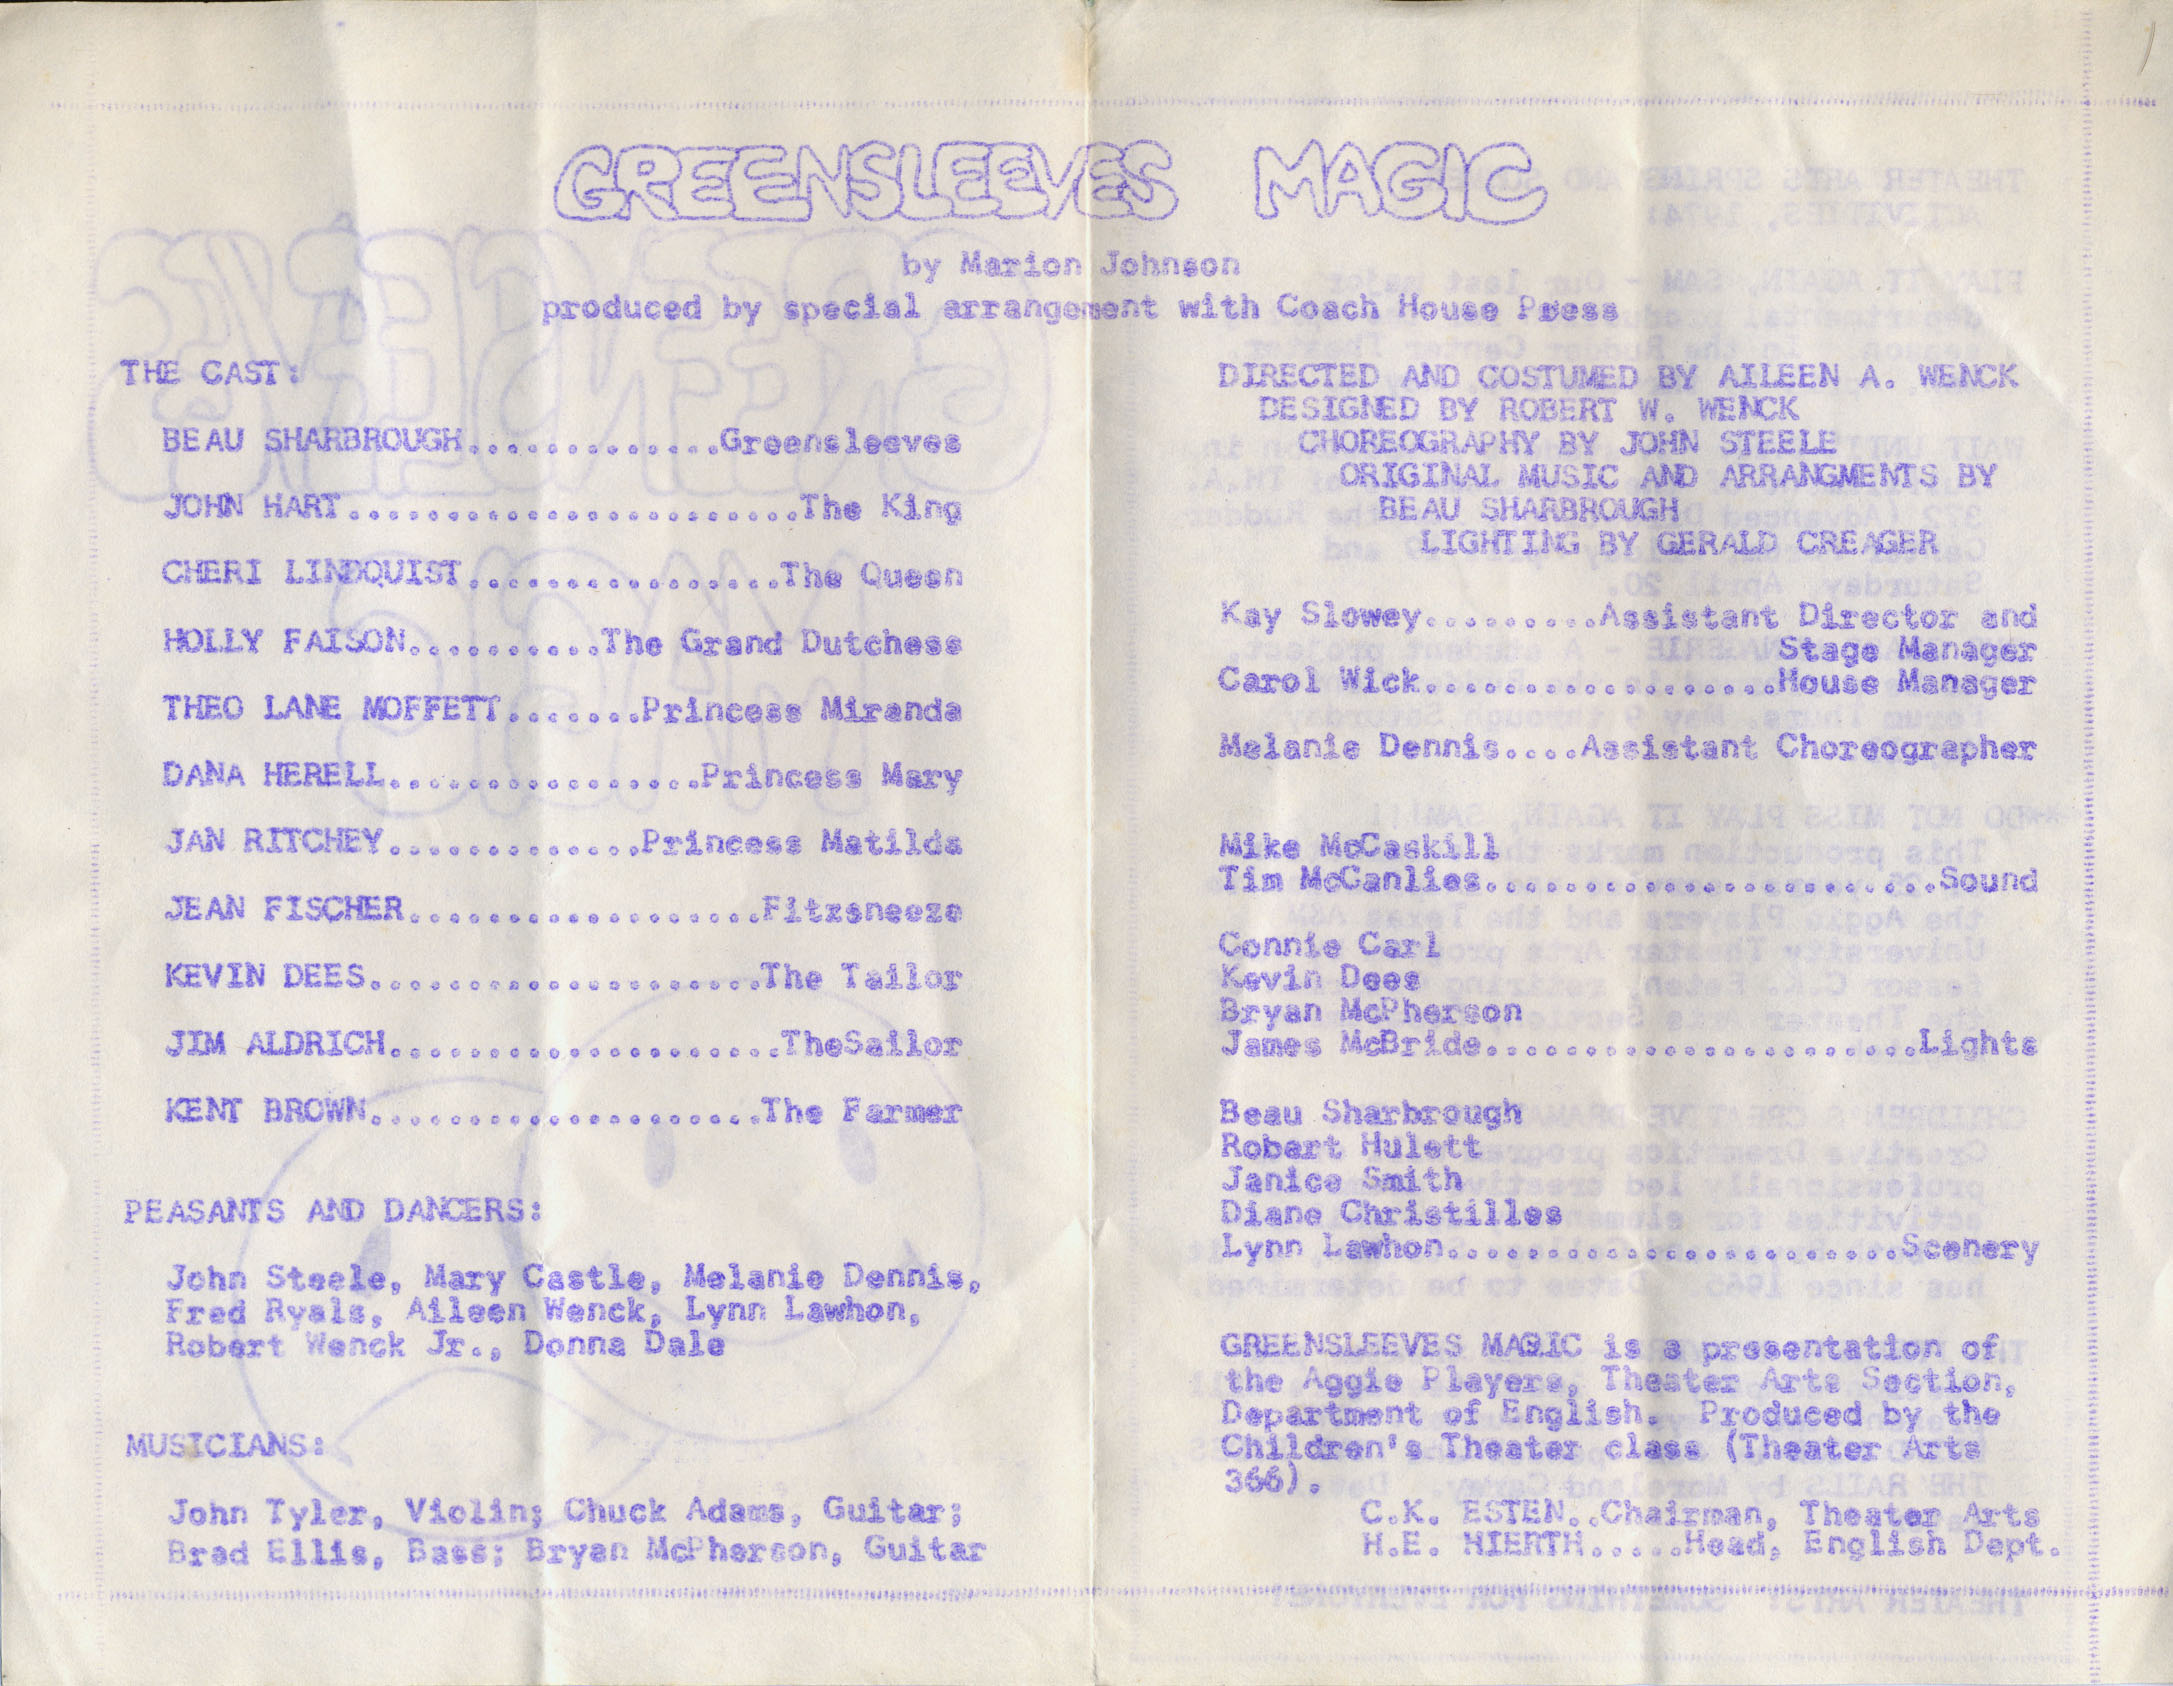 GREENSLEEVES MAGIC
by Marion Johnson
produced by special arrangement with Coach House Press
THE CAST:
BEAU SHARBROUGH.............Greensleeves
JOHN HART.......................The King
CHERI LINDQUIST................The Queen
HOLLY FAISON..........The Grand Dutchess
THEO LANE MOFFETT.......Princess Miranda
DANA HERELL................Princess Mary
JAN RITCHEY.............Princess Matilda
JEAN FISCHER..................Fitzsneeze
KEVIN DEES....................The Tailor
JIM ALDRICH....................TheSailor
KENT BROWN....................The Farmer
PEASANTS AND DANCERS:
John Steele, Mary Castle, Melanie Dennis,
Fred Ryals, Aileen Wenck, Lynn Lawhon,
Robert Wenck Jr., Donna Dale
MUSICIANS:
John Tyler, Violin; Chuck Adams, Guitar;
Brad Ellis, Bass; Bryan McPherson, Guitar
DIRECTED AND COSTUMED BY AILEEN A. WENCK
DESIGNED BY ROBERT W. WENCK
CHOREOGRAPHY BY JOHN STEELE
ORIGINAL MUSIC AND ARRANGMENTS BY
BEAU SHARBROUGH
LIGHTING BY GERALD CREAGER
Kay Slowey.........Assistant Director and
Stage Manager
Carol Wick..................House Manager
Melanie Dennis....Assistant Choreographer
Mike McCaskill
Tim McCanlies.......................Sound
Connie Carl
Kevin Dees
Bryan McPherson
James McBride......................Lights
Beau Sharbrough
Robert Hulett
Janice Smith
Diane Christilles
Lynn Lawhon.......................Scenery
GREENSLEEVES MAGIC is a presentation of
the Aggie Players, Theater Arts Section,
Department of English. Produced by the
Children's Theater class (Theater Arts
366).
C.K. ESTEN..Chairman, Theater Arts
H.E. HIERTH.....Head, English Dept.